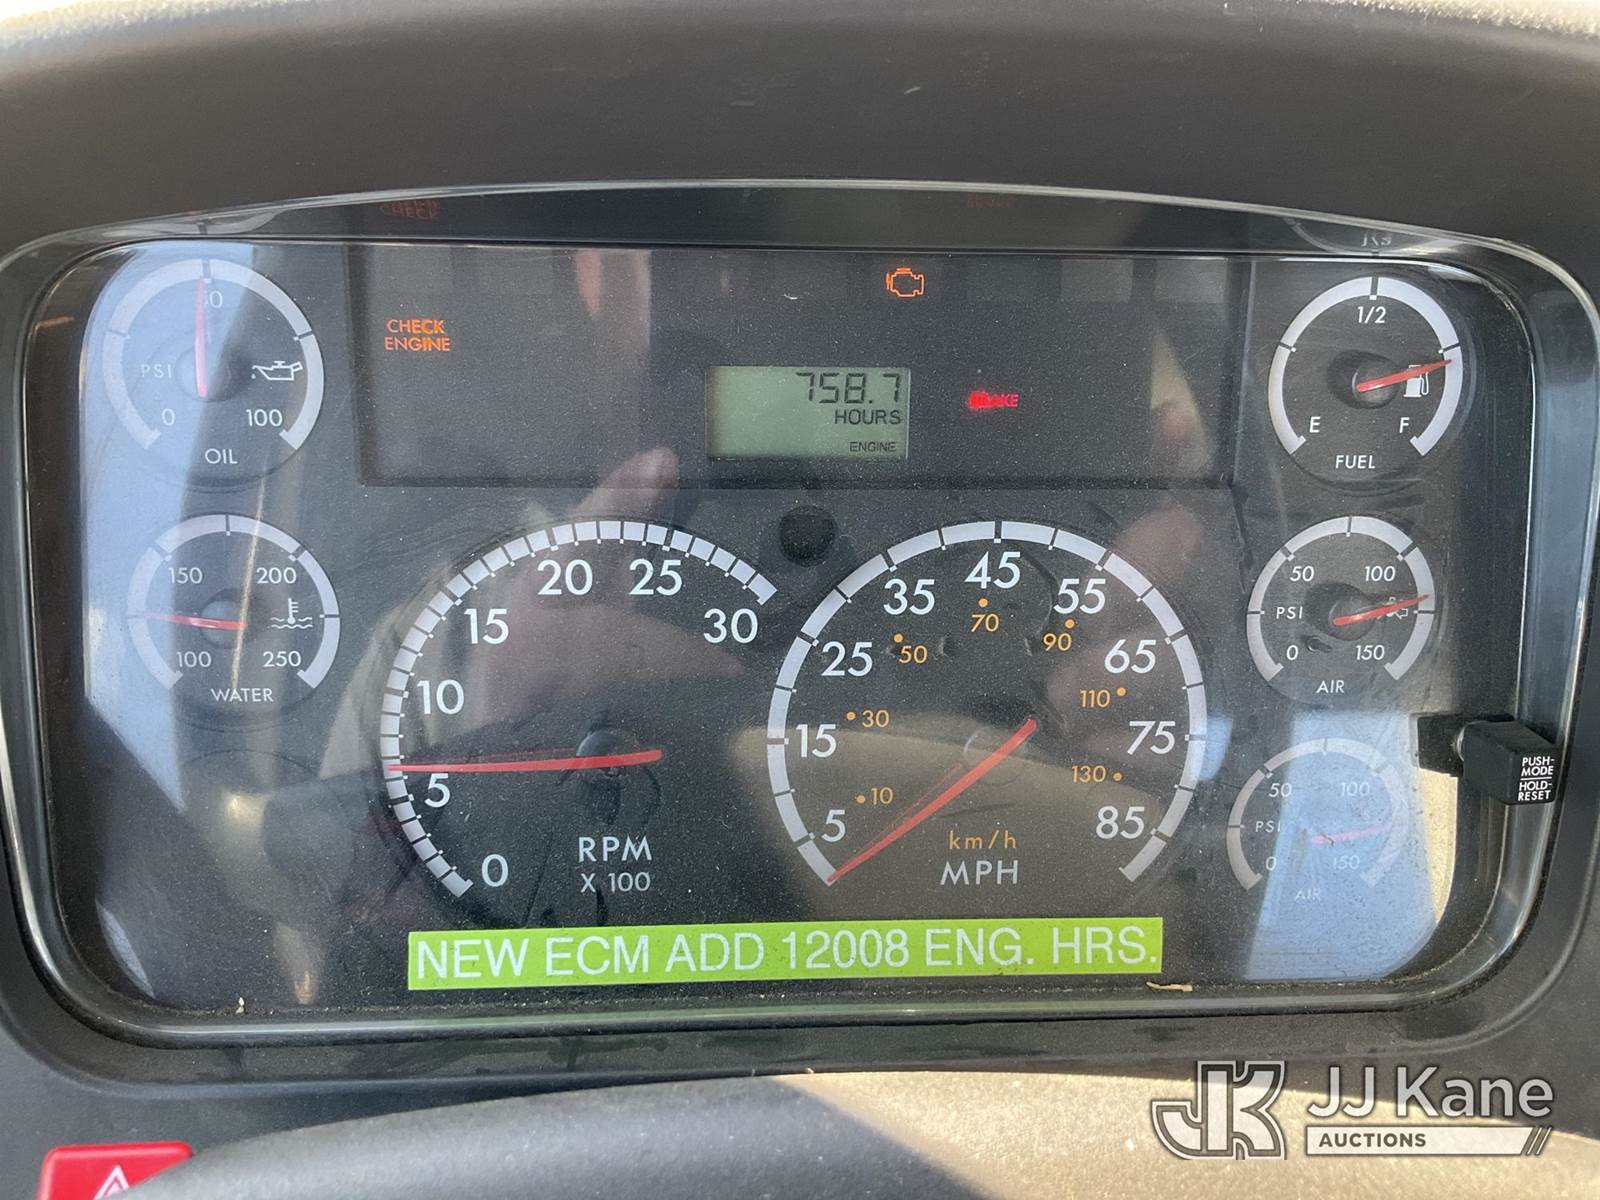 50
PSI
0 100
OIL
CHECK
ENGINE
758.7
HOURS
ENGINE
BRAKE
1/2
E F
FUEL
150 200
100 250
WATER
0 5 10 15 20 25 30
RPM
X 100
5 15 25 35 45 55 65 75 85
10 30 50 70 90 110 130
km/h
MPH
50 100
PSI
0 150
AIR
50 100
PSI
0 150
AIR
PUSH-
MODE
HOLD-
RESET
NEW ECM ADD 12008 ENG. HRS.
JK JJ Kane
AUCTIONS